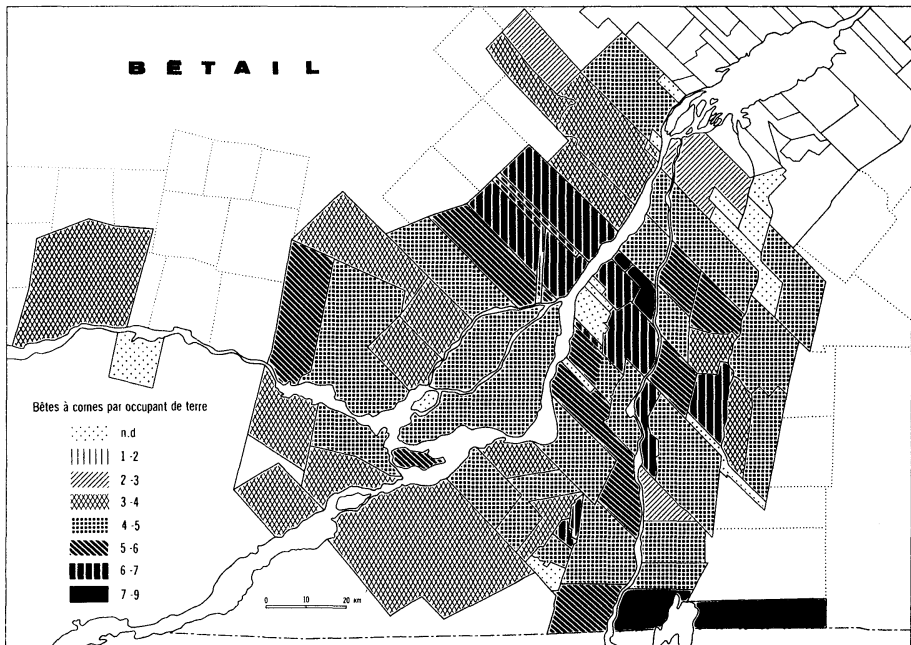 BÉTAIL
Bêtes à cornes par occupant de terre
n.d
1-2
2-3
3-4
4-5
5-6
6-7
7-9
0 10 20 KM